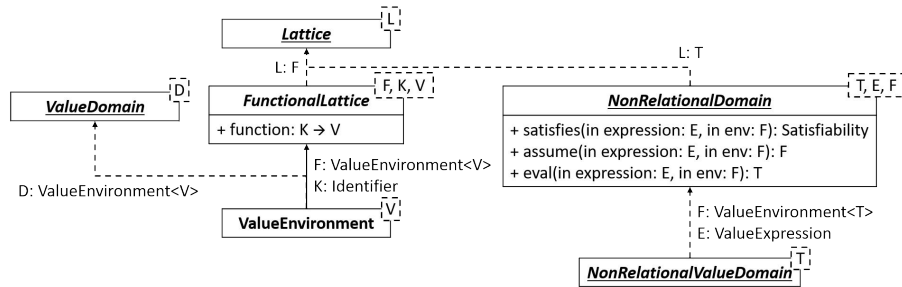 L
Lattice
L: F
L: T
D
ValueDomain
F, K, V
FunctionalLattice
+ function: K → V
T, E, F
NonRelationalDomain
+ satisfies(in expression: E, in env: F): Satisfiability
+ assume(in expression: E, in env: F): F
+ eval(in expression: E, in env: F): T
D: ValueEnvironment<V>
F: ValueEnvironment<V>
K: Identifier
V
ValueEnvironment
F: ValueEnvironment<T>
E: ValueExpression
T
NonRelationalValueDomain